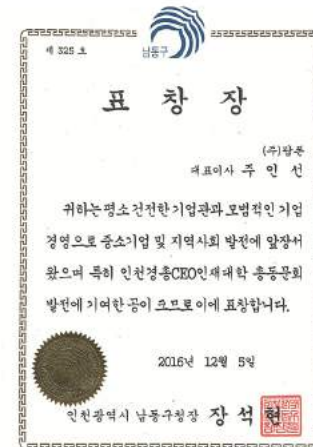 남동구
제 325 호
표 창 장
(주)탑론
대표이사 주 인 선
귀하는 평소 건전한 기업관과 모범적인 기업
경영으로 중소기업 및 지역사회 발전에 앞장서
왔으며 특히 인천경총CEO인재대학 총동문회
발전에 기여한 공이 크므로 이에 표창합니다.
2016년 12월 5일
인천광역시 남동구청장 장 석 현